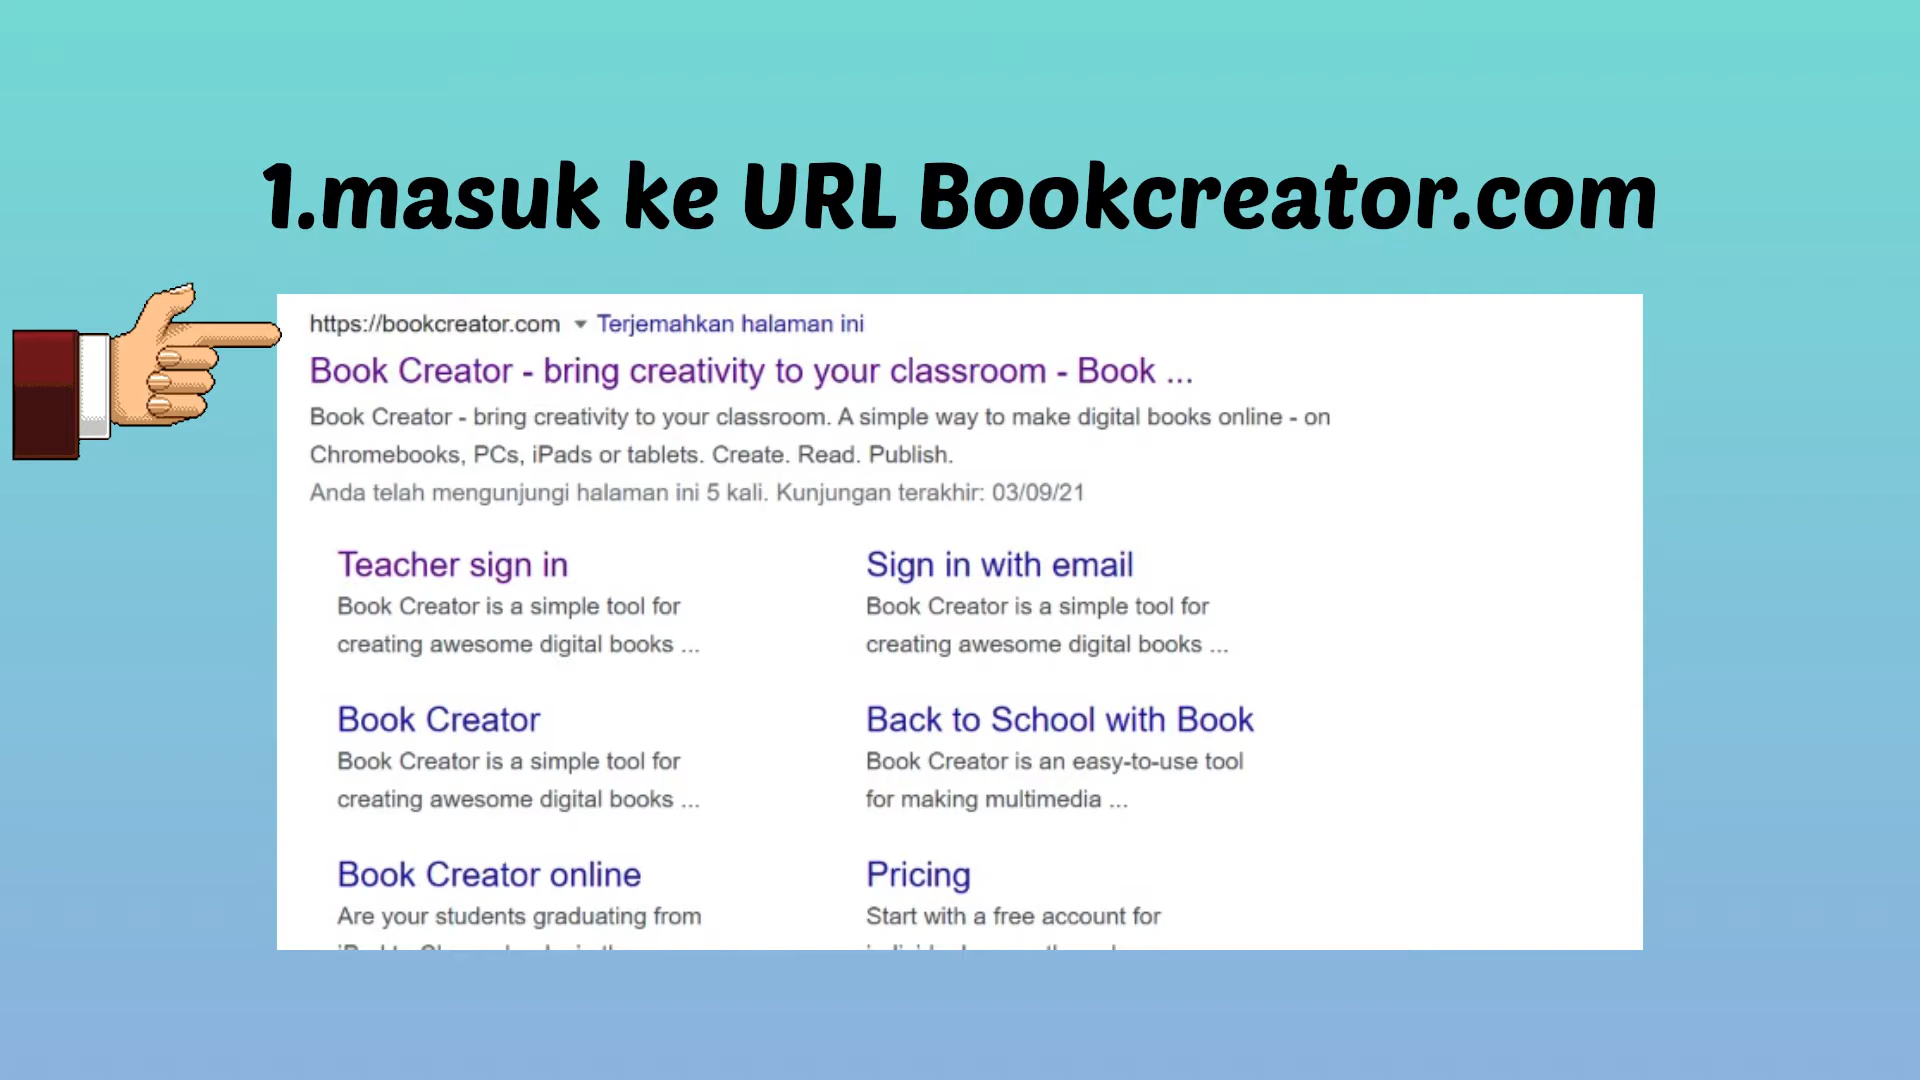 1.masuk ke URL Bookcreator.com
https://bookcreator.com Terjemahkan halaman ini
Book Creator - bring creativity to your classroom - Book ...
Book Creator - bring creativity to your classroom. A simple way to make digital books online - on
Chromebooks, PCs, iPads or tablets. Create. Read. Publish.
Anda telah mengunjungi halaman ini 5 kali. Kunjungan terakhir: 03/09/21
Teacher sign in
Book Creator is a simple tool for
creating awesome digital books ...
Sign in with email
Book Creator is a simple tool for
creating awesome digital books ...
Book Creator
Book Creator is a simple tool for
creating awesome digital books ...
Back to School with Book
Book Creator is an easy-to-use tool
for making multimedia ...
Book Creator online
Are your students graduating from
Pricing
Start with a free account for